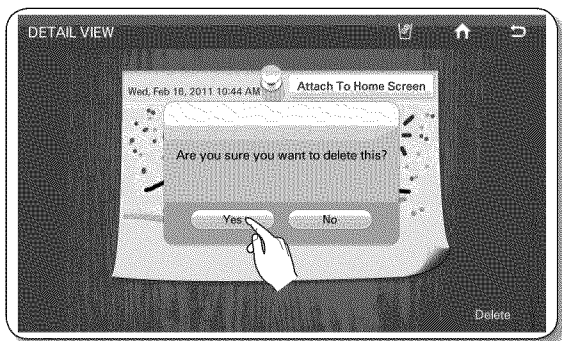 DETAIL VIEW
Wed, Feb 16, 2011 10:44 AM
Attach To Home Screen
Are you sure you want to delete this?
Yes
No
Delete